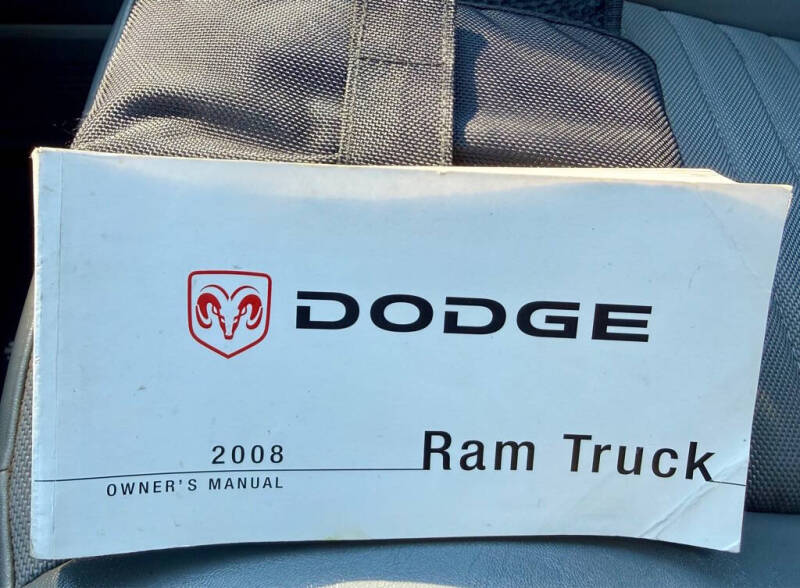 DODGE
2008
Ram Truck
OWNER'S MANUAL